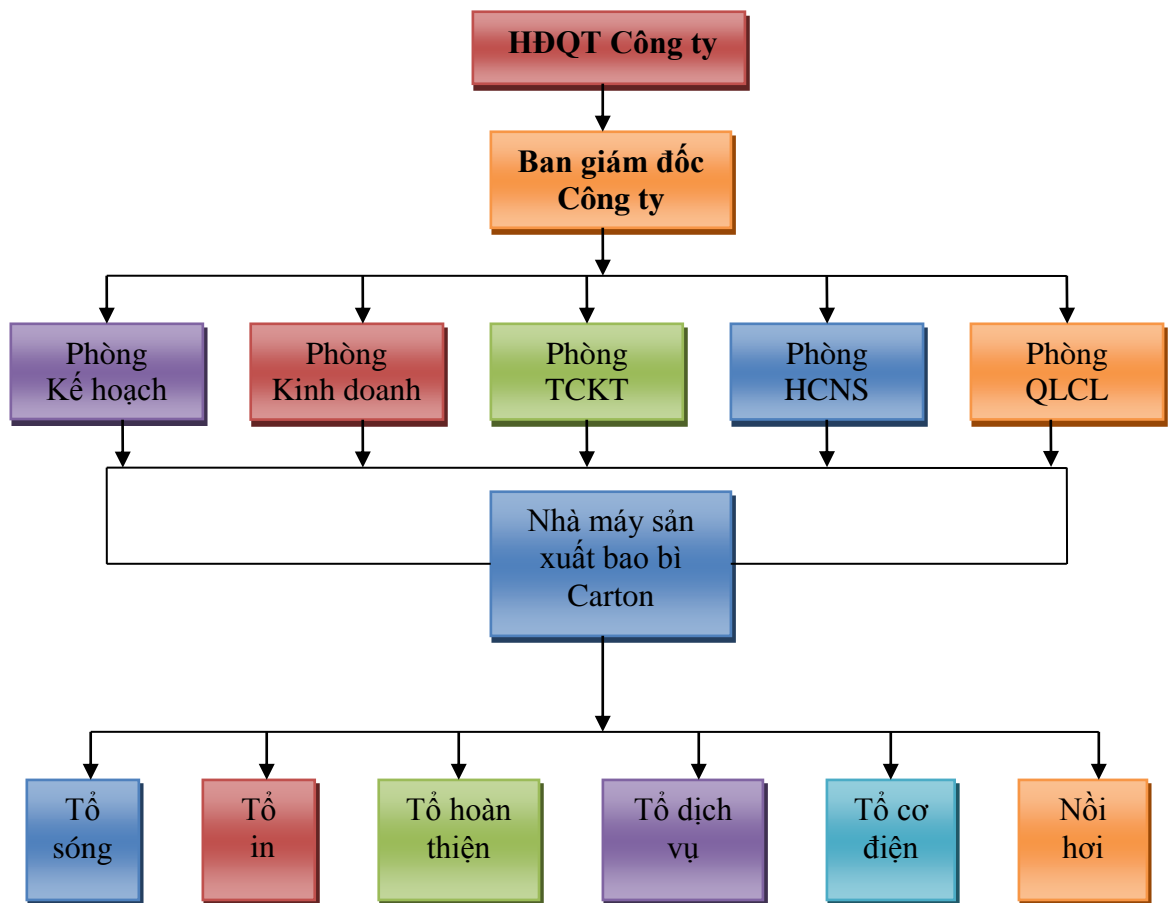 HĐQT Công ty
Ban giám đốc
Công ty
Phòng
Kế hoạch
Phòng
Kinh doanh
Phòng
TCKT
Phòng
HCNS
Phòng
QLCL
Nhà máy sản
xuất bao bì
Carton
Tổ
sóng
Tổ
in
Tổ hoàn
thiện
Tổ dịch
vụ
Tổ cơ
điện
Nồi
hơi